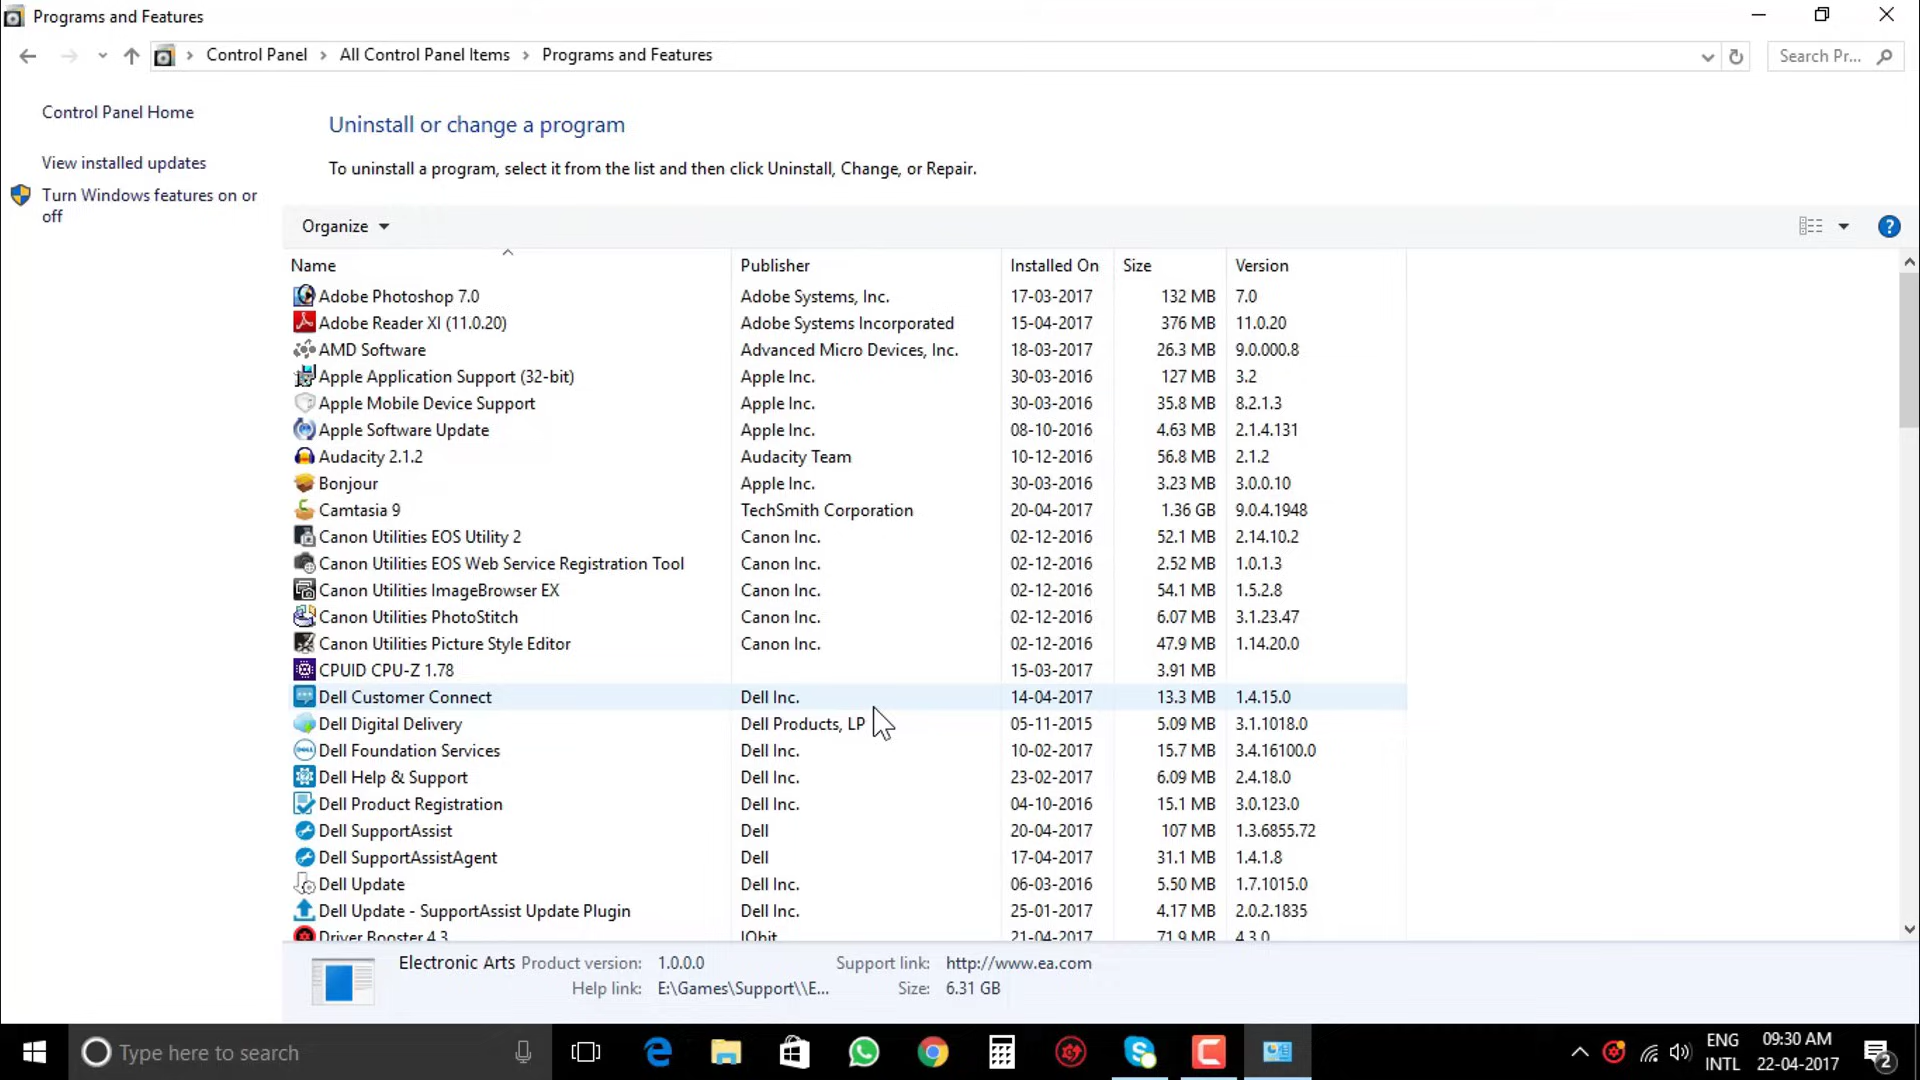 Programs and Features
Control Panel > All Control Panel Items > Programs and Features
Search Pr...
Control Panel Home
View installed updates
Turn Windows features on or
off
Uninstall or change a program
To uninstall a program, select it from the list and then click Uninstall, Change, or Repair.
Organize
?
Name Publisher Installed On Size Version
Adobe Photoshop 7.0 Adobe Systems, Inc. 17-03-2017 132 MB 7.0
Adobe Reader XI (11.0.20) Adobe Systems Incorporated 15-04-2017 376 MB 11.0.20
AMD Software Advanced Micro Devices, Inc. 18-03-2017 26.3 MB 9.0.000.8
Apple Application Support (32-bit) Apple Inc. 30-03-2016 127 MB 3.2
Apple Mobile Device Support Apple Inc. 30-03-2016 35.8 MB 8.2.1.3
Apple Software Update Apple Inc. 08-10-2016 4.63 MB 2.1.4.131
Audacity 2.1.2 Audacity Team 10-12-2016 56.8 MB 2.1.2
Bonjour Apple Inc. 30-03-2016 3.23 MB 3.0.0.10
Camtasia 9 TechSmith Corporation 20-04-2017 1.36 GB 9.0.4.1948
Canon Utilities EOS Utility 2 Canon Inc. 02-12-2016 52.1 MB 2.14.10.2
Canon Utilities EOS Web Service Registration Tool Canon Inc. 02-12-2016 2.52 MB 1.0.1.3
Canon Utilities ImageBrowser EX Canon Inc. 02-12-2016 54.1 MB 1.5.2.8
Canon Utilities PhotoStitch Canon Inc. 02-12-2016 6.07 MB 3.1.23.47
Canon Utilities Picture Style Editor Canon Inc. 02-12-2016 47.9 MB 1.14.20.0
CPUID CPU-Z 1.78 15-03-2017 3.91 MB
Dell Customer Connect Dell Inc. 14-04-2017 13.3 MB 1.4.15.0
Dell Digital Delivery Dell Products, LP 05-11-2015 5.09 MB 3.1.1018.0
Dell Foundation Services Dell Inc. 10-02-2017 15.7 MB 3.4.16100.0
Dell Help & Support Dell Inc. 23-02-2017 6.09 MB 2.4.18.0
Dell Product Registration Dell Inc. 04-10-2016 15.1 MB 3.0.123.0
Dell SupportAssist Dell 20-04-2017 107 MB 1.3.6855.72
Dell SupportAssistAgent Dell 17-04-2017 31.1 MB 1.4.1.8
Dell Update Dell Inc. 06-03-2016 5.50 MB 1.7.1015.0
Dell Update - SupportAssist Update Plugin Dell Inc. 25-01-2017 4.17 MB 2.0.2.1835
Driver Booster 4.3 IObit 21-04-2017 71.9 MB 4.3.0
Electronic Arts Product version: 1.0.0.0 Support link: http://www.ea.com
Help link: E:\Games\Support\\E... Size: 6.31 GB
Type here to search
ENG 09:30 AM
INTL 22-04-2017
2